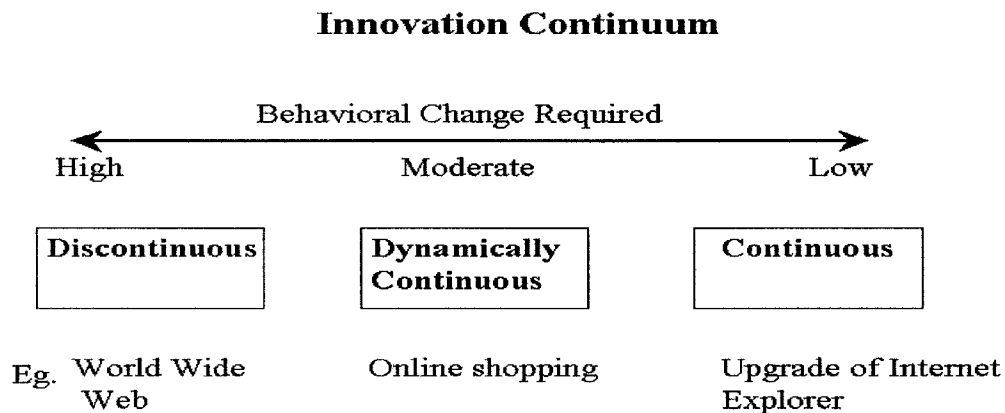 Innovation Continuum
Behavioral Change Required
High Moderate Low
Discontinuous
Dynamically
Continuous
Continuous
Eg. World Wide
Web
Online shopping
Upgrade of Internet
Explorer